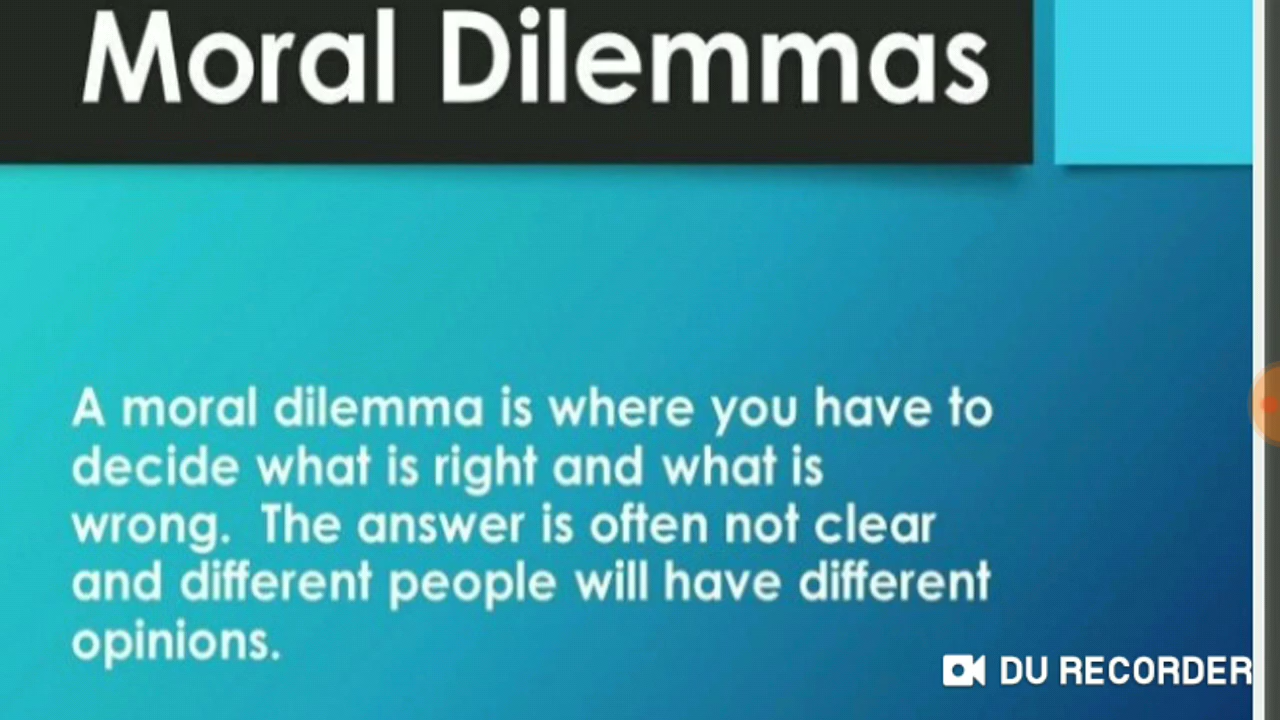 Moral Dilemmas
A moral dilemma is where you have to
decide what is right and what is
wrong.  The answer is often not clear
and different people will have different
opinions.
DU RECORDER